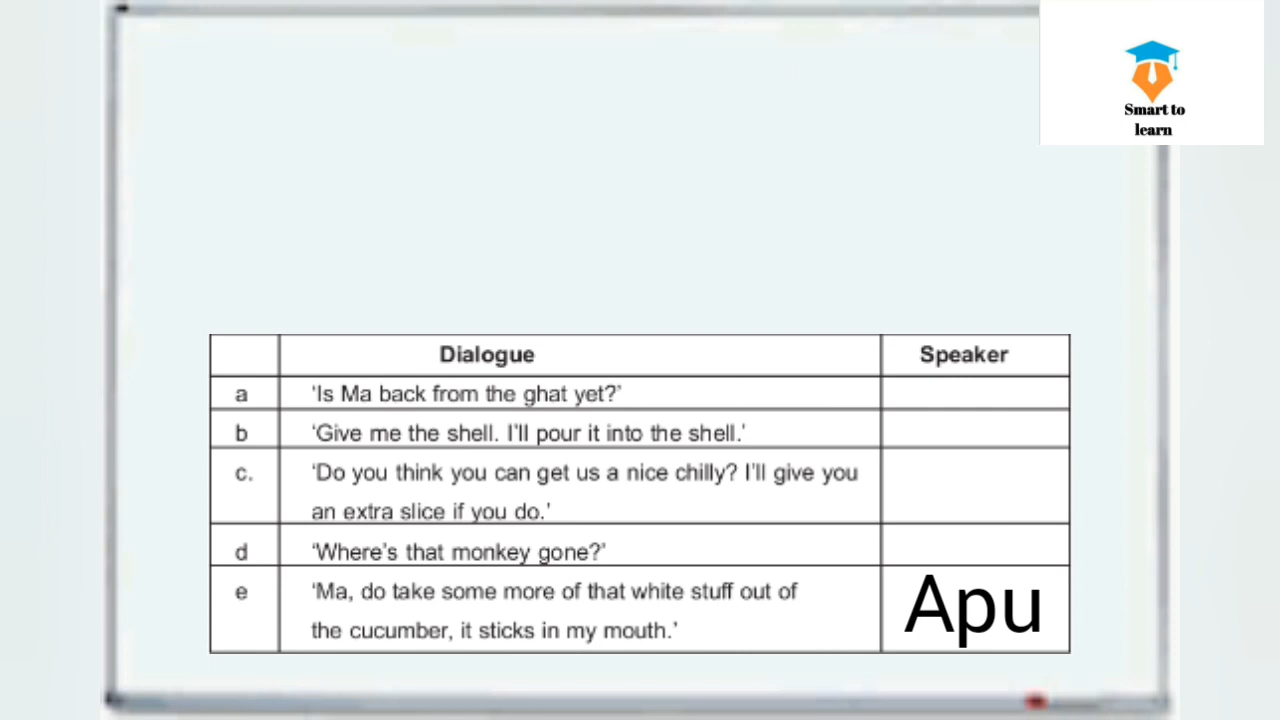 Smart to
learn
Dialogue Speaker
a 'Is Ma back from the ghat yet?'
b 'Give me the shell. I'll pour it into the shell.'
c. 'Do you think you can get us a nice chilly? I'll give you
an extra slice if you do.'
d 'Where's that monkey gone?'
e 'Ma, do take some more of that white stuff out of
the cucumber, it sticks in my mouth.'
Apu